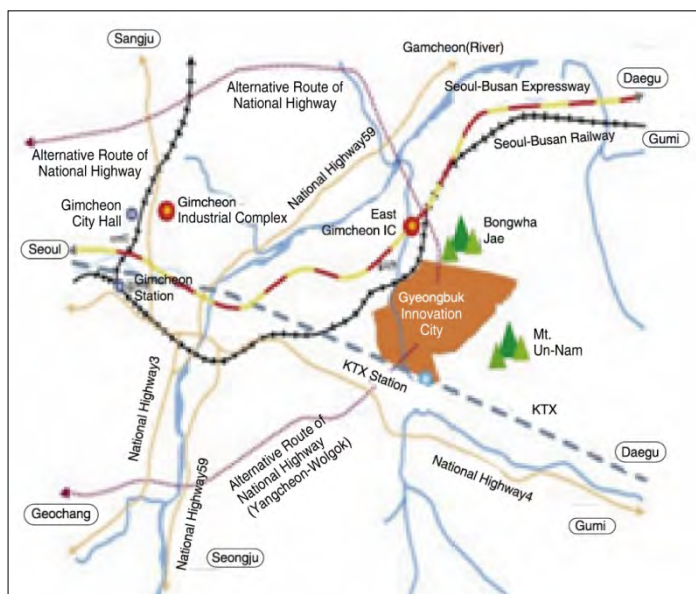 Sangju
Gamcheon(River)
Seoul-Busan Expressway
Daegu
Alternative Route of
National Highway
Seoul-Busan Railway
Gumi
Alternative Route of
National Highway
National Highway59
Gimcheon
City Hall
Gimcheon
Industrial Complex
East
Gimcheon IC
Bongwha
Jae
Seoul
Gimcheon
Station
Gyeongbuk
Innovation
City
Mt.
Un-Nam
KTX Station
KTX
National Highway3
Alternative Route of
National Highway
(Yangcheon-Wolgok)
Daegu
National Highway59
National Highway4
Geochang
Seongju
Gumi